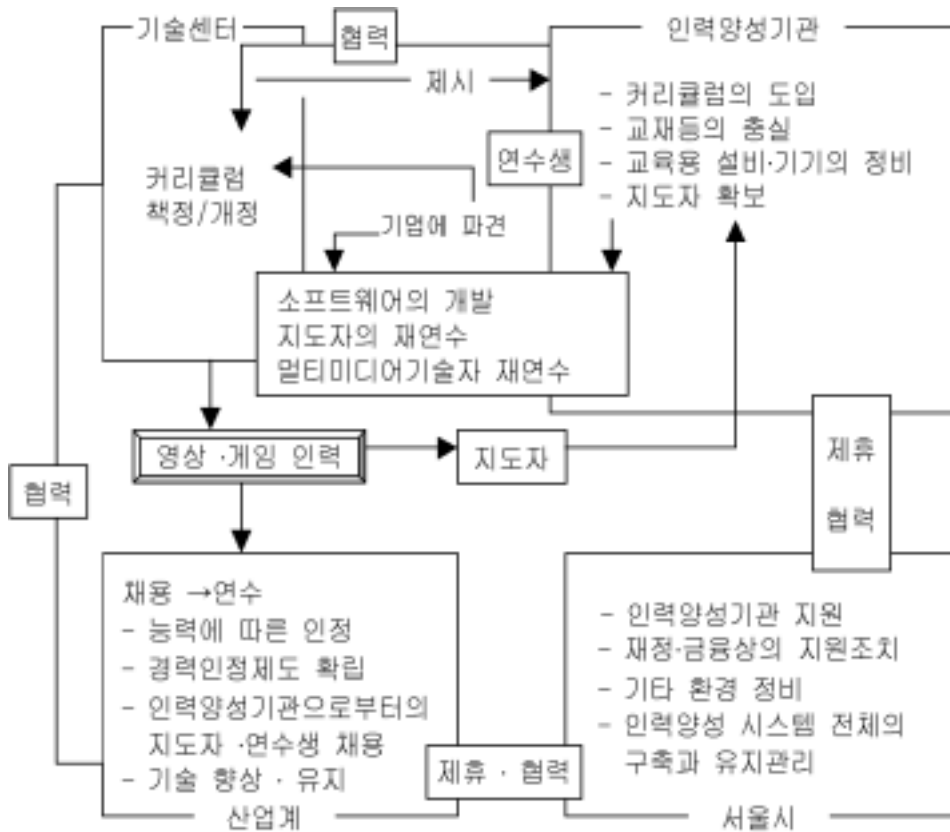 기술센터
협력
인력양성기관
제시
- 커리큘럼의 도입
- 교재등의 충실
- 교육용 설비·기기의 정비
- 지도자 확보
연수생
커리큘럼
책정/개정
기업에 파견
소프트웨어의 개발
지도자의 재연수
멀티미디어기술자 재연수
영상 ·게임 인력
지도자
제휴
협력
협력
채용 →연수
- 능력에 따른 인정
- 경력인정제도 확립
- 인력양성기관으로부터의
지도자 ·연수생 채용
- 기술 향상 · 유지
산업계
제휴 · 협력
- 인력양성기관 지원
- 재정·금융상의 지원조치
- 기타 환경 정비
- 인력양성 시스템 전체의
구축과 유지관리
서울시